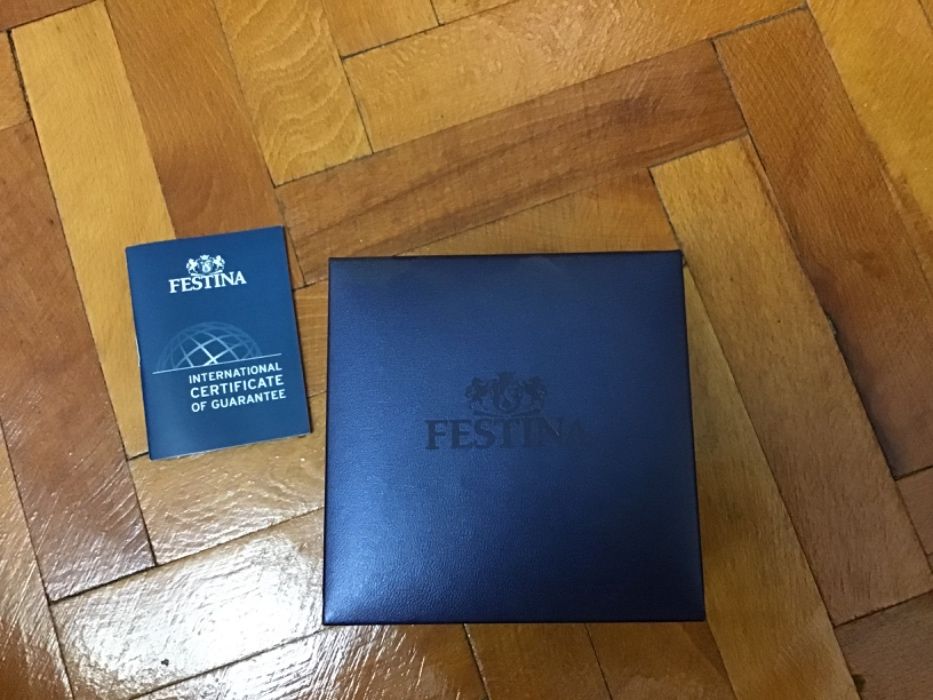 FESTINA
INTERNATIONAL
CERTIFICATE
OF GUARANTEE
FESTINA